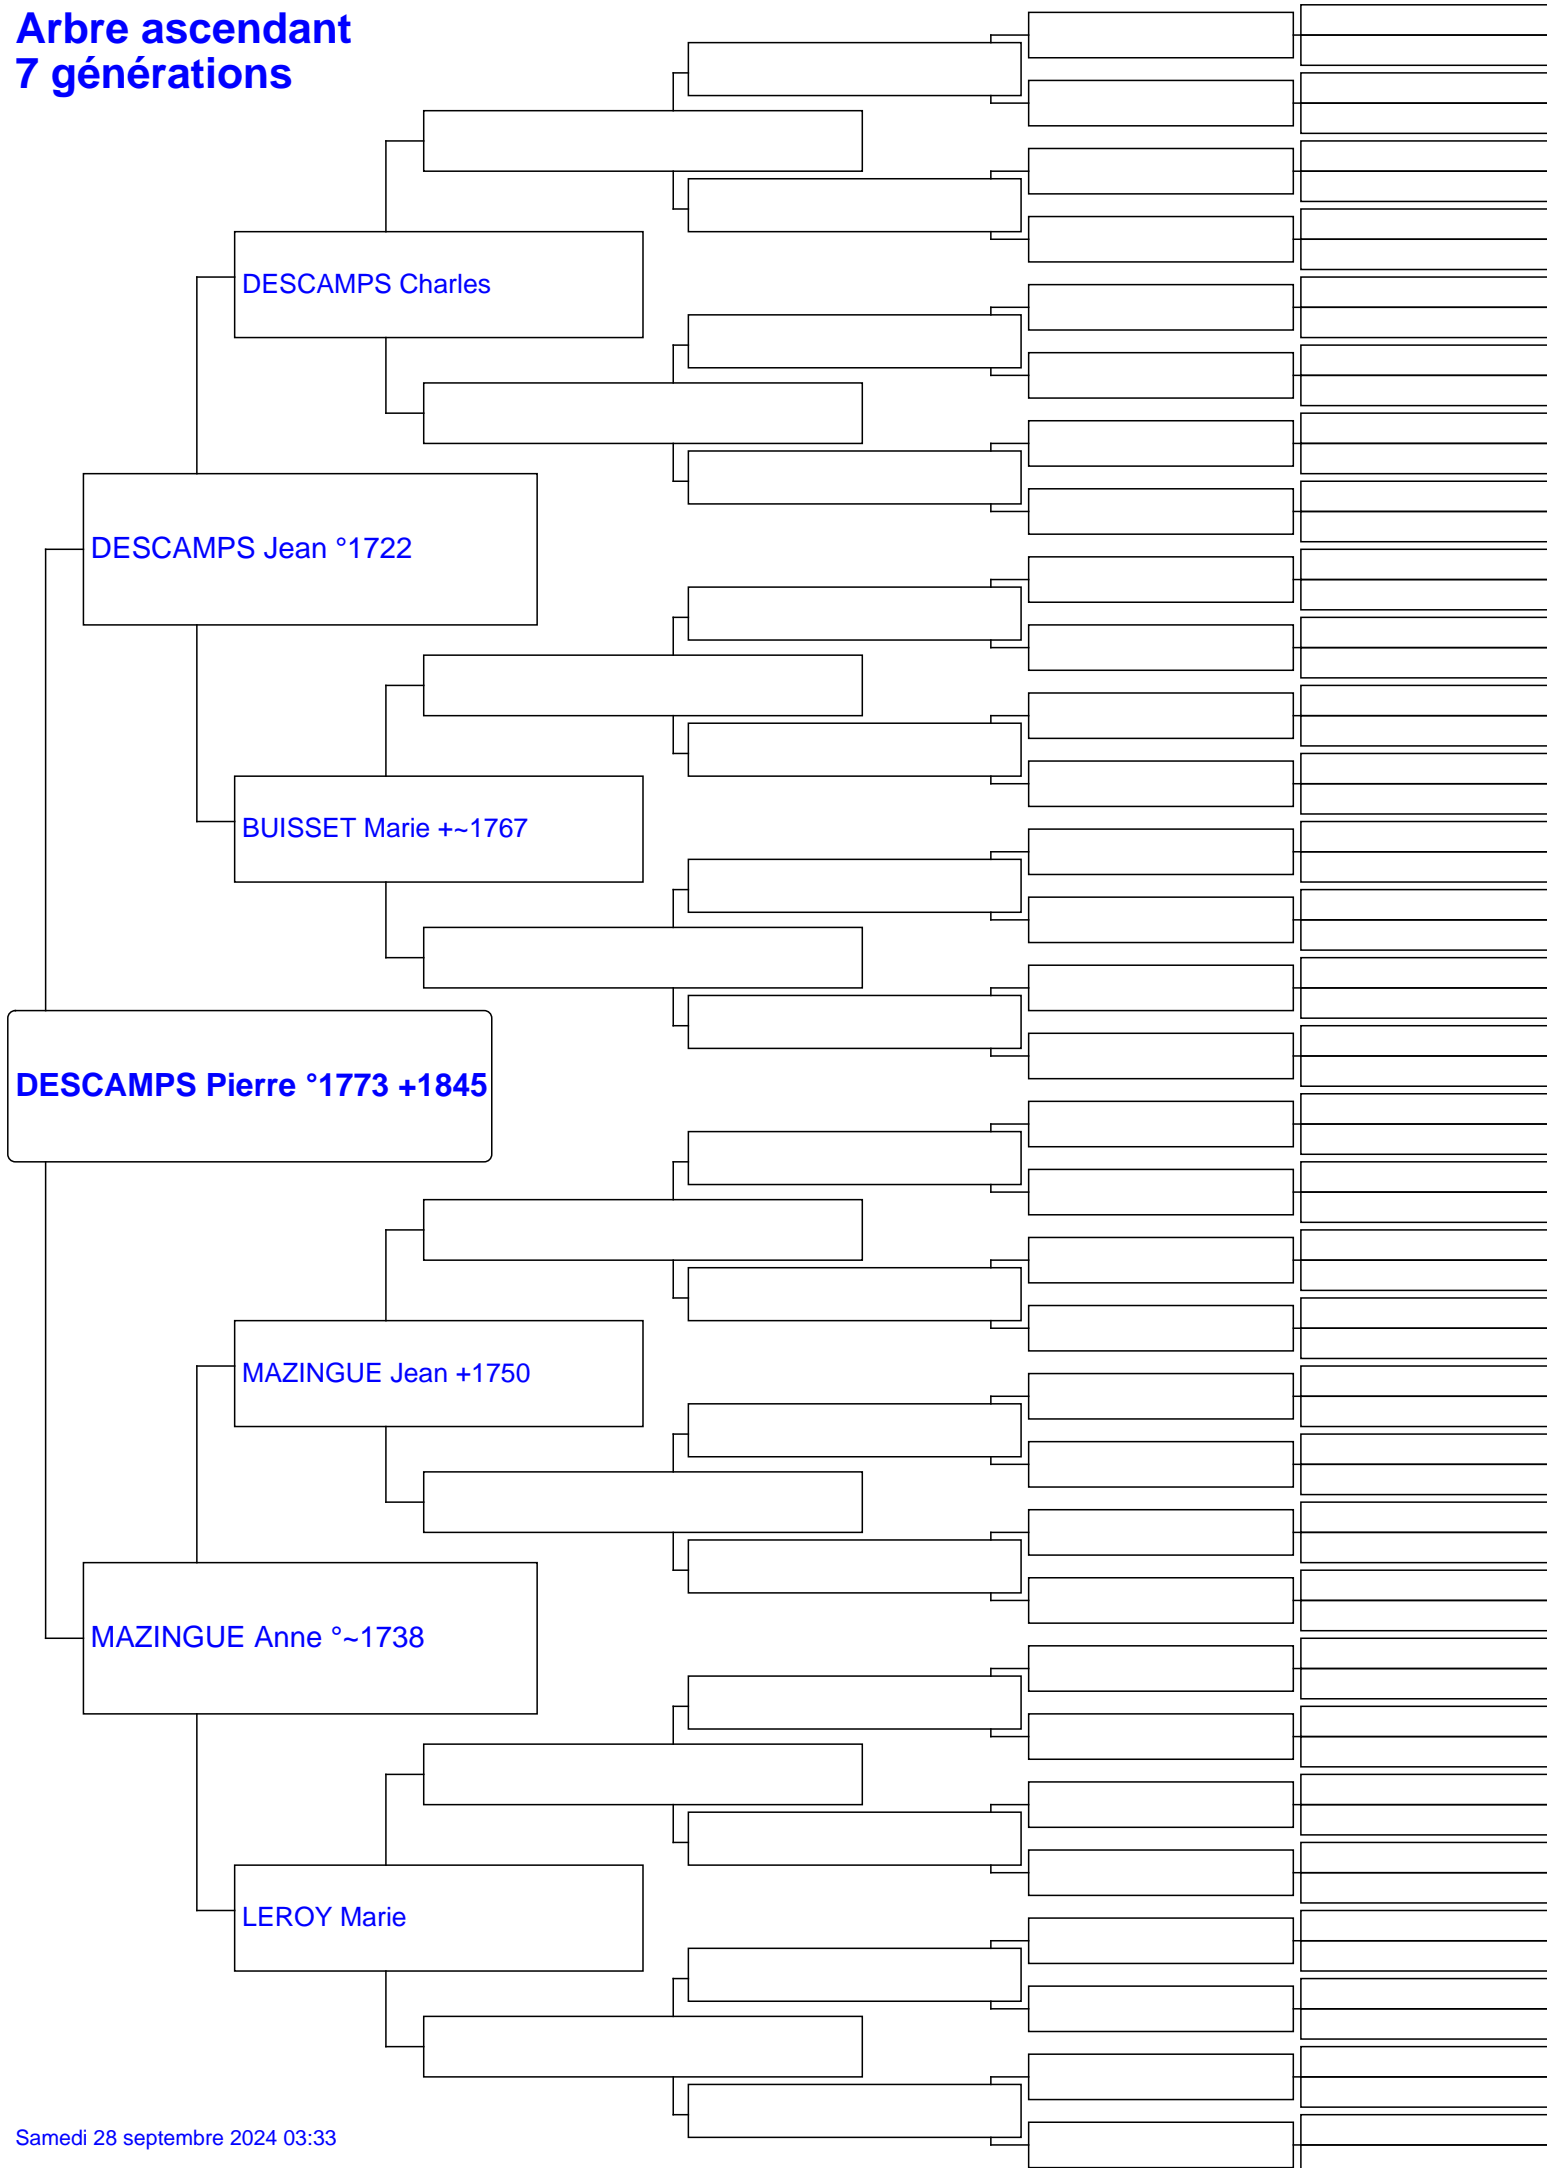 Arbre ascendant
7 générations
DESCAMPS Charles
DESCAMPS Jean °1722
BUISSET Marie +~1767
DESCAMPS Pierre °1773 +1845
MAZINGUE Jean +1750
MAZINGUE Anne °~1738
LEROY Marie
Samedi 28 septembre 2024 03:33